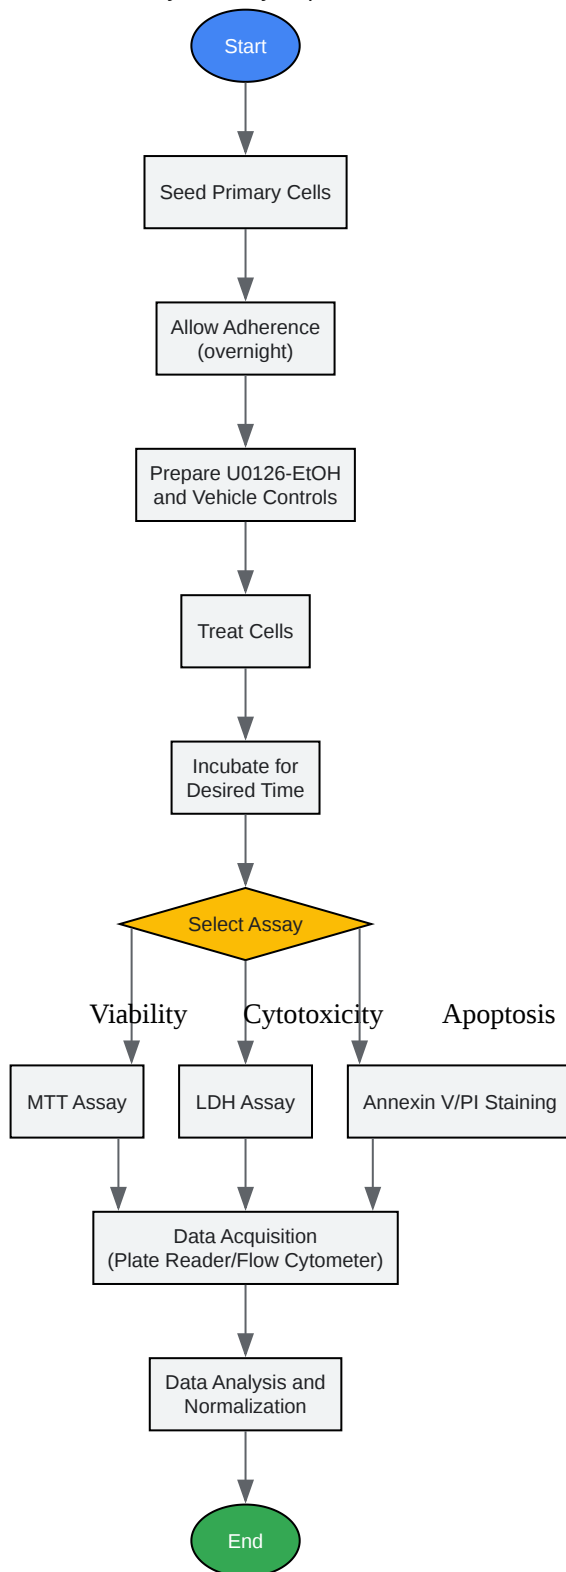 Start
Seed Primary Cells
Allow Adherence
(overnight)
Prepare U0126-EtOH
and Vehicle Controls
Treat Cells
Incubate for
Desired Time
Select Assay
Viability
Cytotoxicity
Apoptosis
MTT Assay
LDH Assay
Annexin V/PI Staining
Data Acquisition
(Plate Reader/Flow Cytometer)
Data Analysis and
Normalization
End